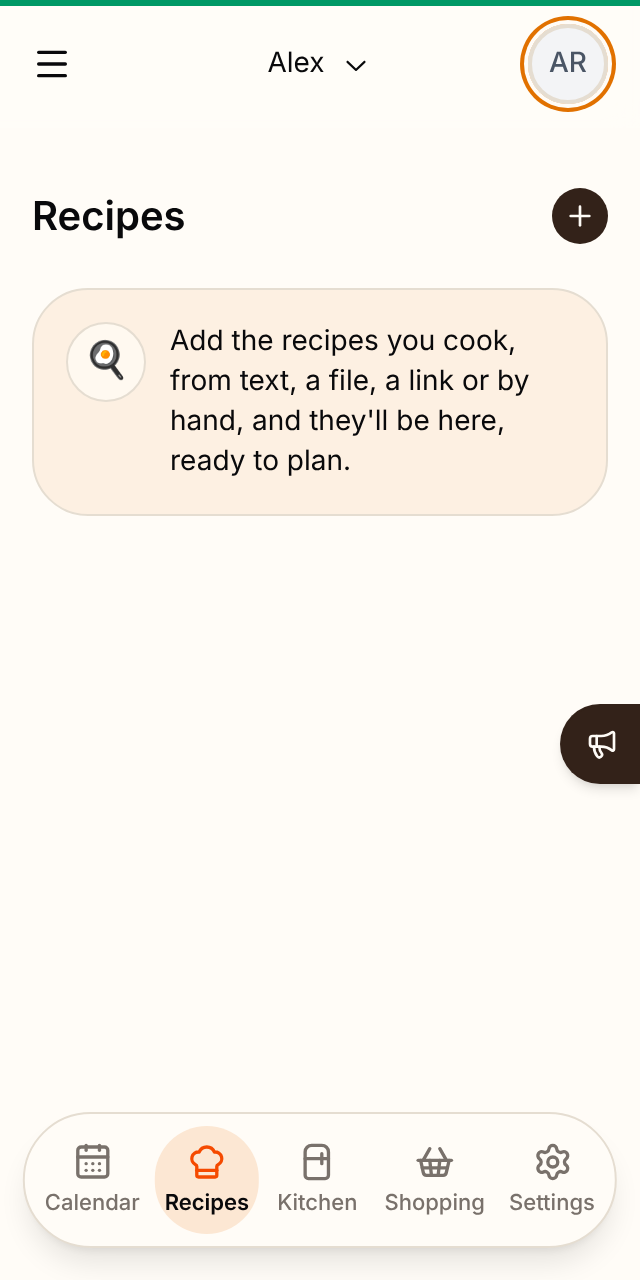 Alex
AR
Recipes
Add the recipes you cook,
from text, a file, a link or by
hand, and they'll be here,
ready to plan.
Calendar
Recipes
Kitchen
Shopping
Settings